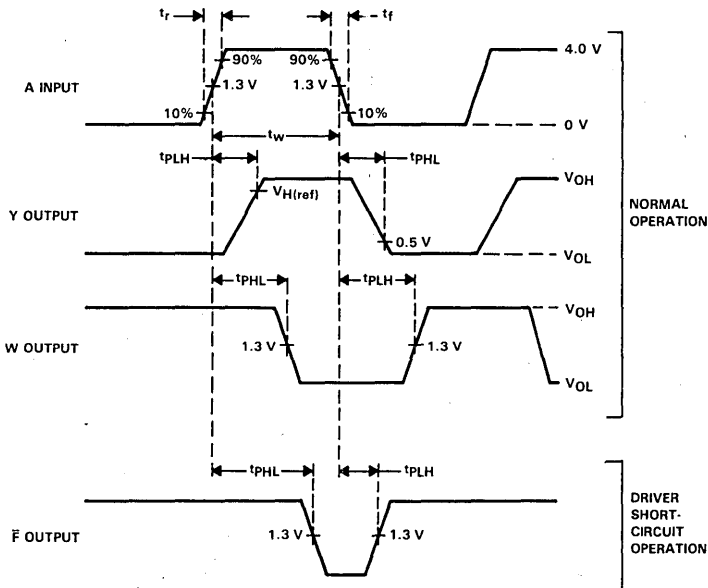 tr
tf
4.0 V
90%
90%
A INPUT
1.3 V
1.3 V
10%
10%
0 V
tw
tPLH
tPHL
VOH
VH(ref)
Y OUTPUT
0.5 V
VOL
NORMAL
OPERATION
tPHL
tPLH
VOH
W OUTPUT
1.3 V
1.3 V
VOL
tPHL
tPLH
F̄ OUTPUT
1.3 V
1.3 V
DRIVER
SHORT-
CIRCUIT
OPERATION